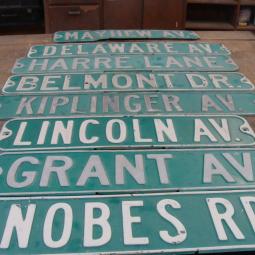 MAYHEW AV.
DELAWARE AV.
HARRE LANE
BELMONT DR.
KIPLINGER AV.
LINCOLN AV.
GRANT AV
NOBES RD